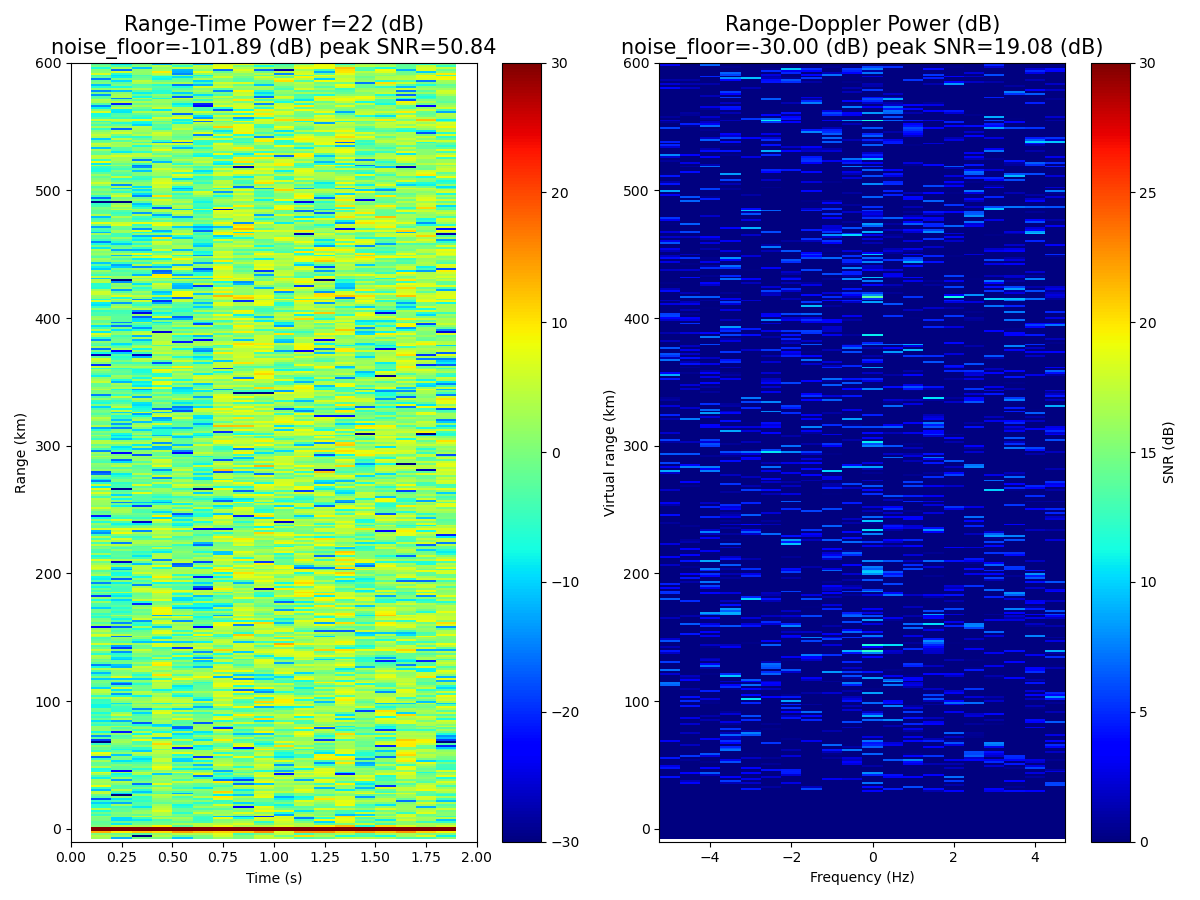 Range-Time Power f=22 (dB)
noise_floor=-101.89 (dB) peak SNR=50.84
Range-Doppler Power (dB)
noise_floor=-30.00 (dB) peak SNR=19.08 (dB)
600
500
400
300
200
100
0
Range (km)
0.00 0.25 0.50 0.75 1.00 1.25 1.50 1.75 2.00
Time (s)
30
20
10
0
−10
−20
−30
600
500
400
300
200
100
0
Virtual range (km)
−4 −2 0 2 4
Frequency (Hz)
30
25
20
15
10
5
0
SNR (dB)